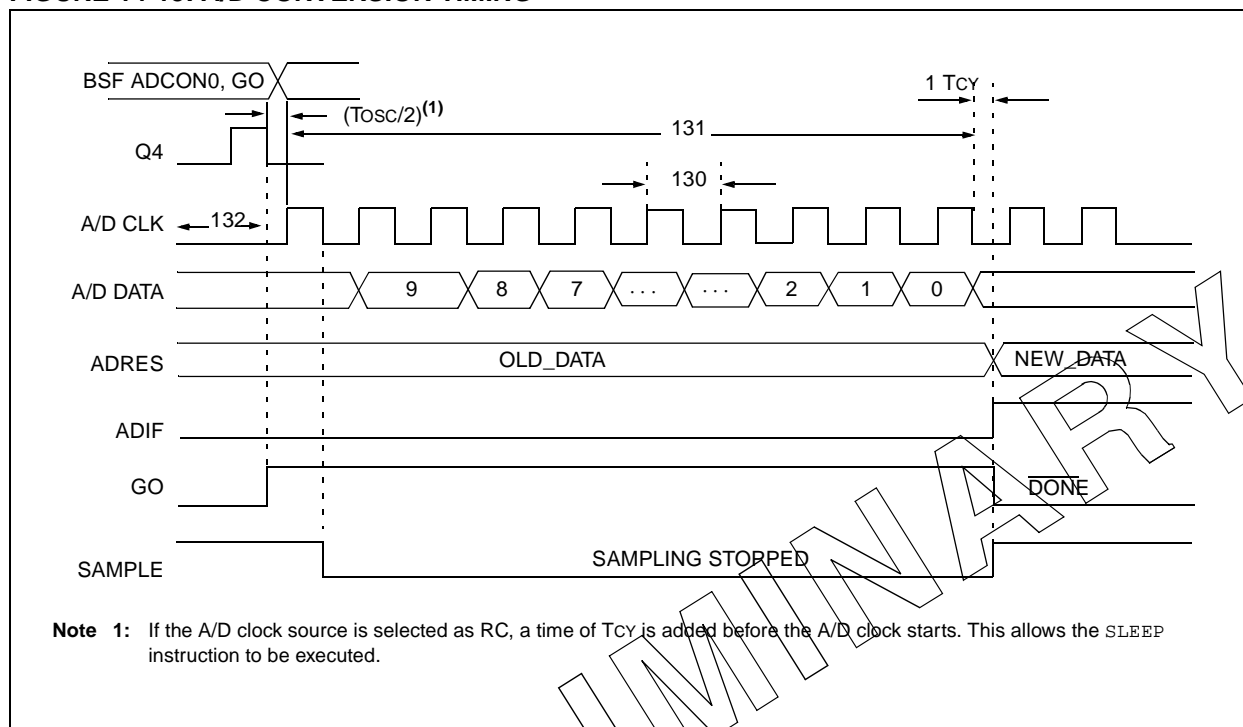 BSF ADCON0, GO
1 TCY
(TOSC/2)(1)
131
Q4
130
A/D CLK
132
A/D DATA
9 8 7 . . . . . . 2 1 0
ADRES
OLD_DATA
NEW_DATA
ADIF
GO
DONE
SAMPLE
SAMPLING STOPPED
Note 1: If the A/D clock source is selected as RC, a time of TCY is added before the A/D clock starts. This allows the SLEEP
instruction to be executed.
IMINARY